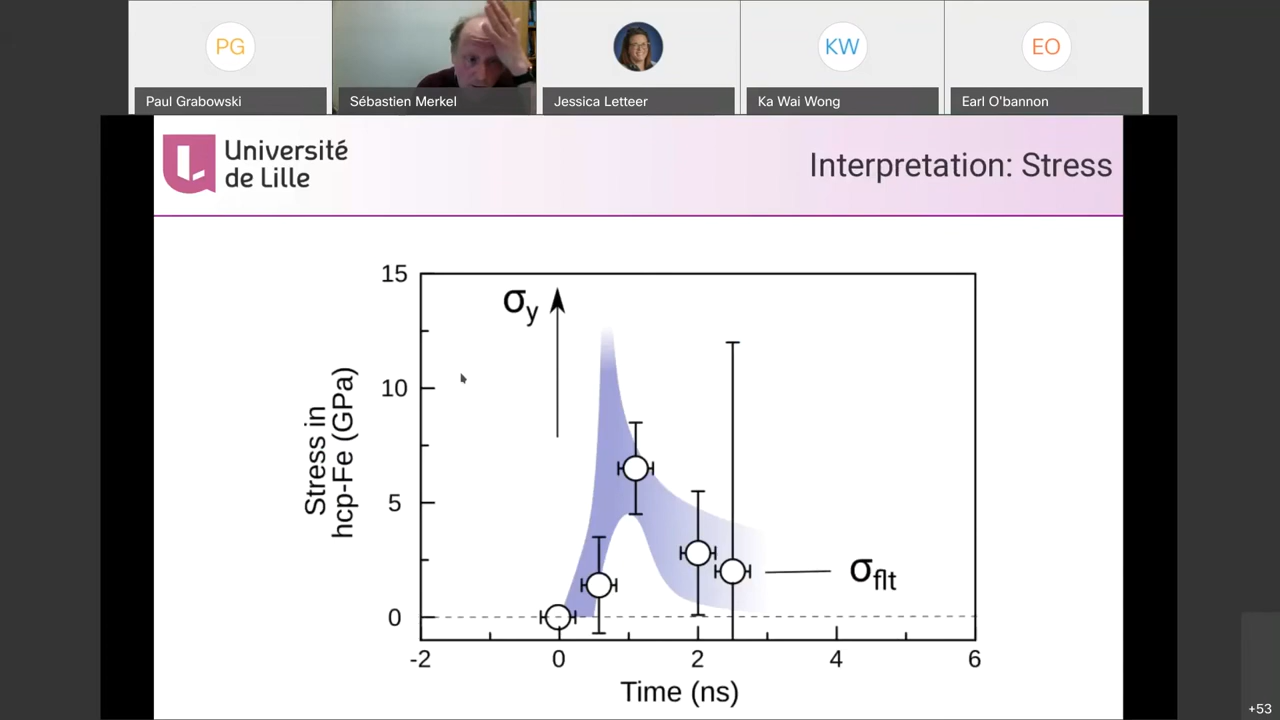 PG
KW
EO
Paul Grabowski
Sébastien Merkel
Jessica Letteer
Ka Wai Wong
Earl O'bannon
Université
de Lille
Interpretation: Stress
15
10
5
0
σy
Stress in
hcp-Fe (GPa)
σflt
-2
0
2
4
6
Time (ns)
+53